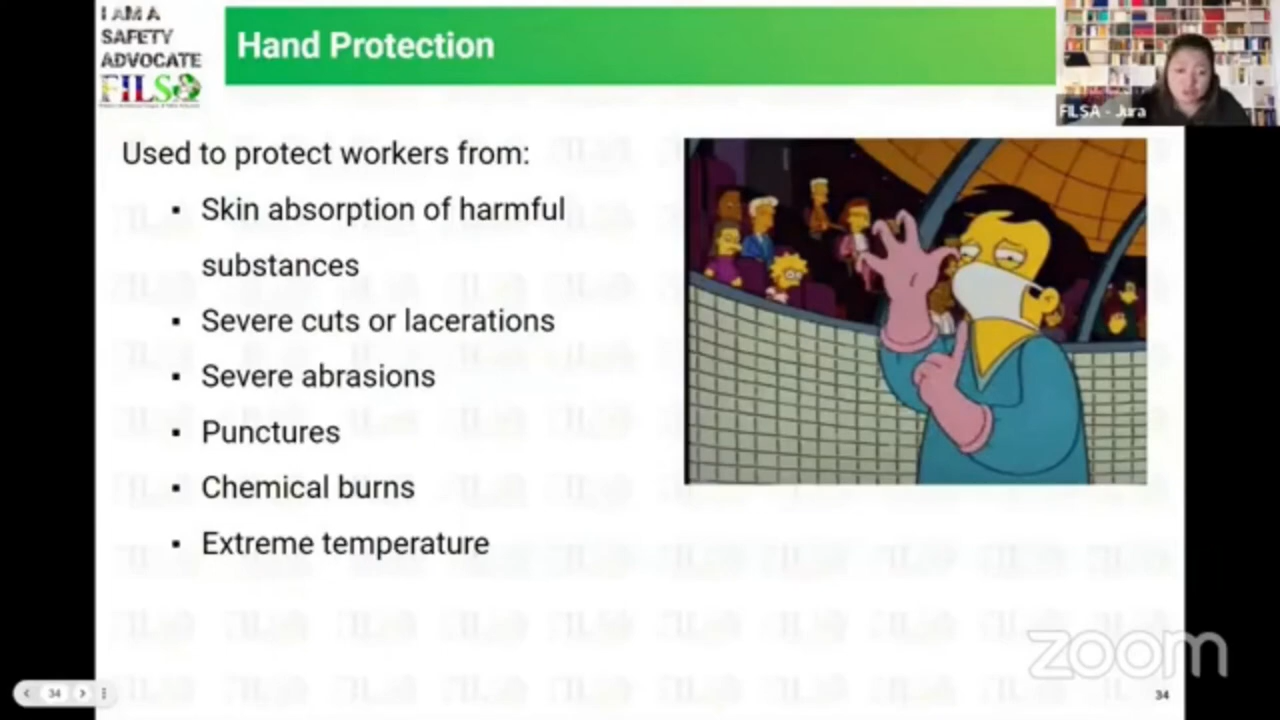 I AM A
SAFETY
ADVOCATE
FILSA
Hand Protection
FILSA - Jura
Used to protect workers from:
▪ Skin absorption of harmful
substances
▪ Severe cuts or lacerations
▪ Severe abrasions
▪ Punctures
▪ Chemical burns
▪ Extreme temperature
zoom
34
34